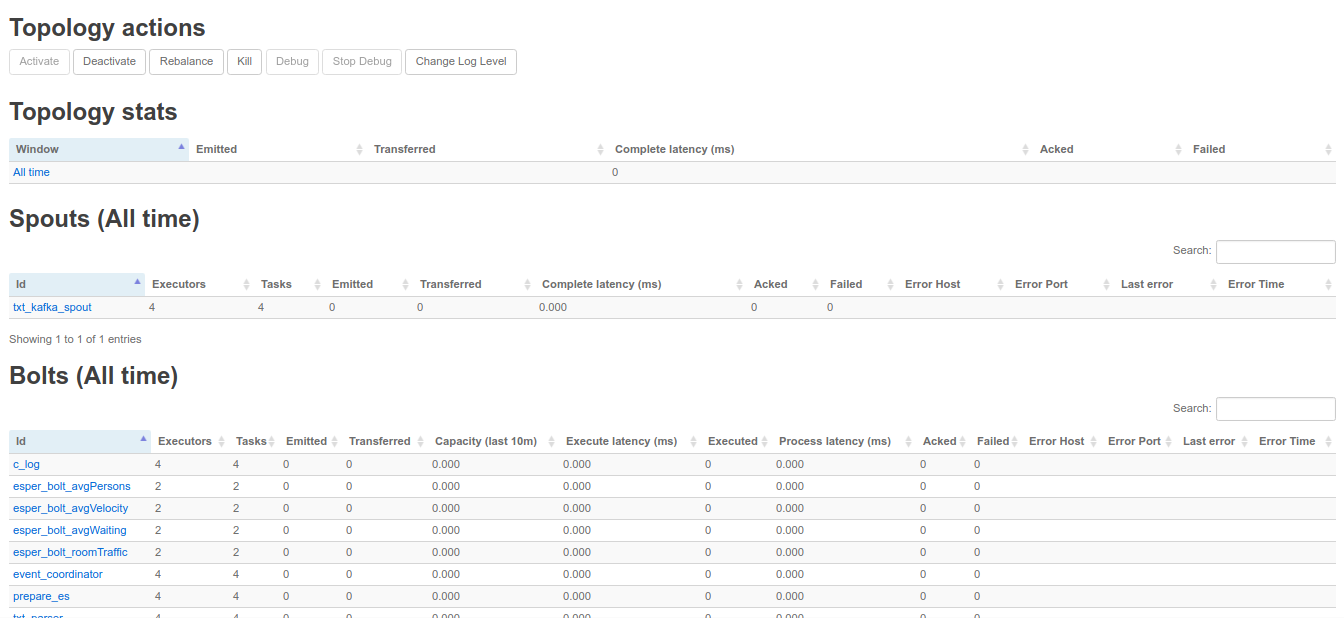 Topology actions
Activate Deactivate Rebalance Kill Debug Stop Debug Change Log Level
Topology stats
Window Emitted Transferred Complete latency (ms) Acked Failed
All time 0
Spouts (All time)
Search:
Id Executors Tasks Emitted Transferred Complete latency (ms) Acked Failed Error Host Error Port Last error Error Time
txt_kafka_spout 4 4 0 0 0.000 0 0
Showing 1 to 1 of 1 entries
Bolts (All time)
Search:
Id Executors Tasks Emitted Transferred Capacity (last 10m) Execute latency (ms) Executed Process latency (ms) Acked Failed Error Host Error Port Last error Error Time
c_log 4 4 0 0 0.000 0.000 0 0.000 0 0
esper_bolt_avgPersons 2 2 0 0 0.000 0.000 0 0.000 0 0
esper_bolt_avgVelocity 2 2 0 0 0.000 0.000 0 0.000 0 0
esper_bolt_avgWaiting 2 2 0 0 0.000 0.000 0 0.000 0 0
esper_bolt_roomTraffic 2 2 0 0 0.000 0.000 0 0.000 0 0
event_coordinator 4 4 0 0 0.000 0.000 0 0.000 0 0
prepare_es 4 4 0 0 0.000 0.000 0 0.000 0 0